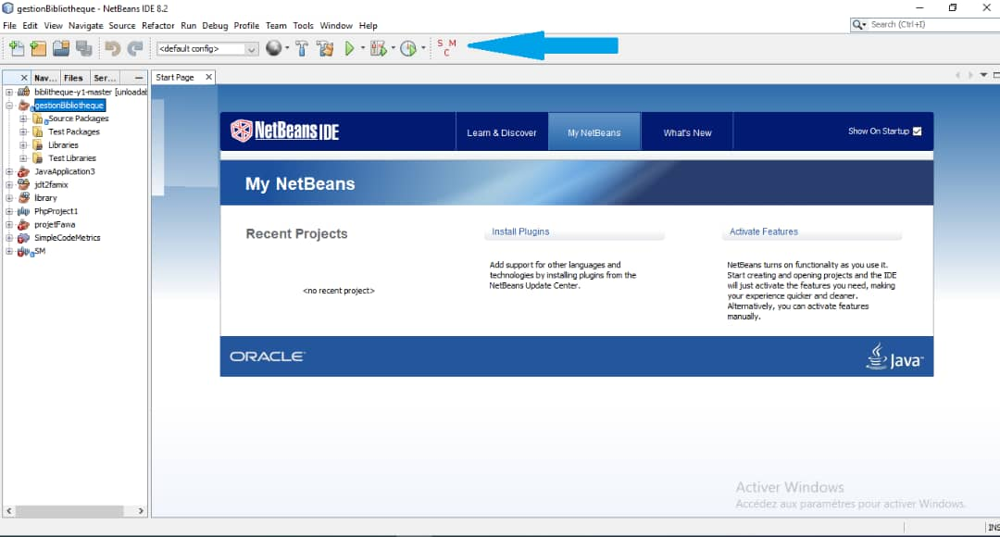 gestionBibliotheque - NetBeans IDE 8.2
File Edit View Navigate Source Refactor Run Debug Profile Team Tools Window Help
Search (Ctrl+I)
<default config>
S M
C
Nav... Files Ser...
Start Page
biblitheque-y1-master [unloadab
gestionBibliotheque
Source Packages
Test Packages
Libraries
Test Libraries
JavaApplication3
jdt2famix
library
PhpProject1
projetFawa
SimpleCodeMetrics
SM
NetBeans IDE
Learn & Discover
My NetBeans
What's New
Show On Startup
My NetBeans
Recent Projects
<no recent project>
Install Plugins
Add support for other languages and
technologies by installing plugins from the
NetBeans Update Center.
Activate Features
NetBeans turns on functionality as you use it.
Start creating and opening projects and the IDE
will just activate the features you need, making
your experience quicker and cleaner.
Alternatively, you can activate features
manually.
ORACLE
Java
Activer Windows
Accédez aux paramètres pour activer Windows.
INS